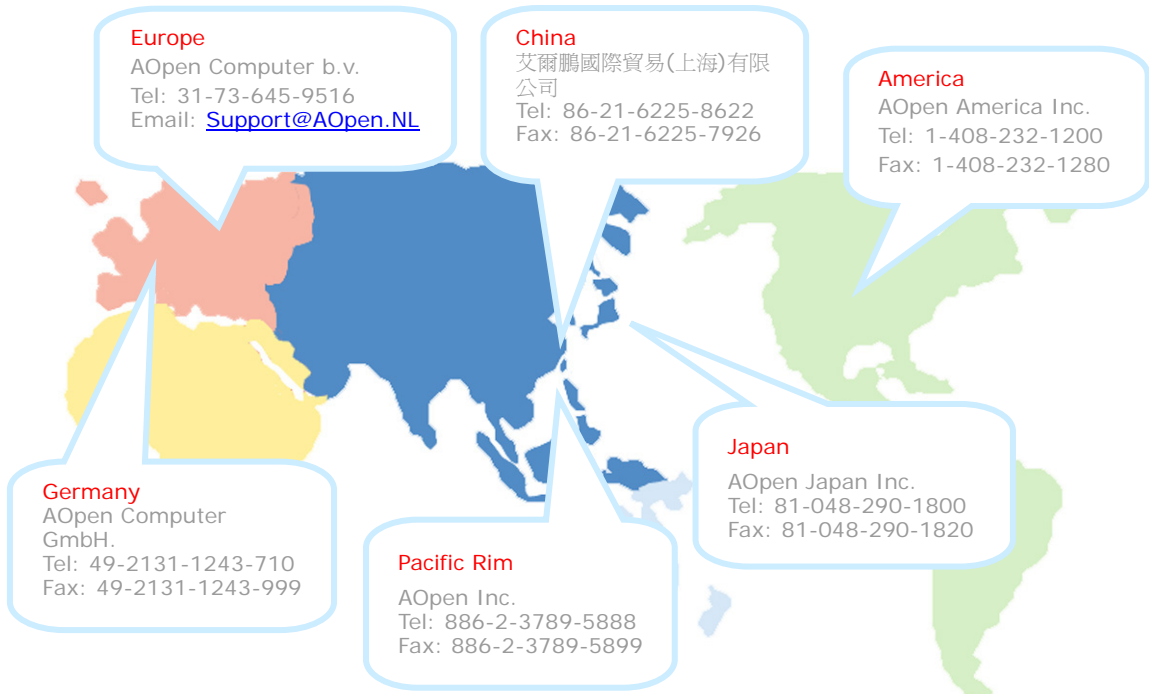 Europe
AOpen Computer b.v.
Tel: 31-73-645-9516
Email: Support@AOpen.NL
China
艾爾鵬國際貿易(上海)有限
公司
Tel: 86-21-6225-8622
Fax: 86-21-6225-7926
America
AOpen America Inc.
Tel: 1-408-232-1200
Fax: 1-408-232-1280
Germany
AOpen Computer
GmbH.
Tel: 49-2131-1243-710
Fax: 49-2131-1243-999
Pacific Rim
AOpen Inc.
Tel: 886-2-3789-5888
Fax: 886-2-3789-5899
Japan
AOpen Japan Inc.
Tel: 81-048-290-1800
Fax: 81-048-290-1820